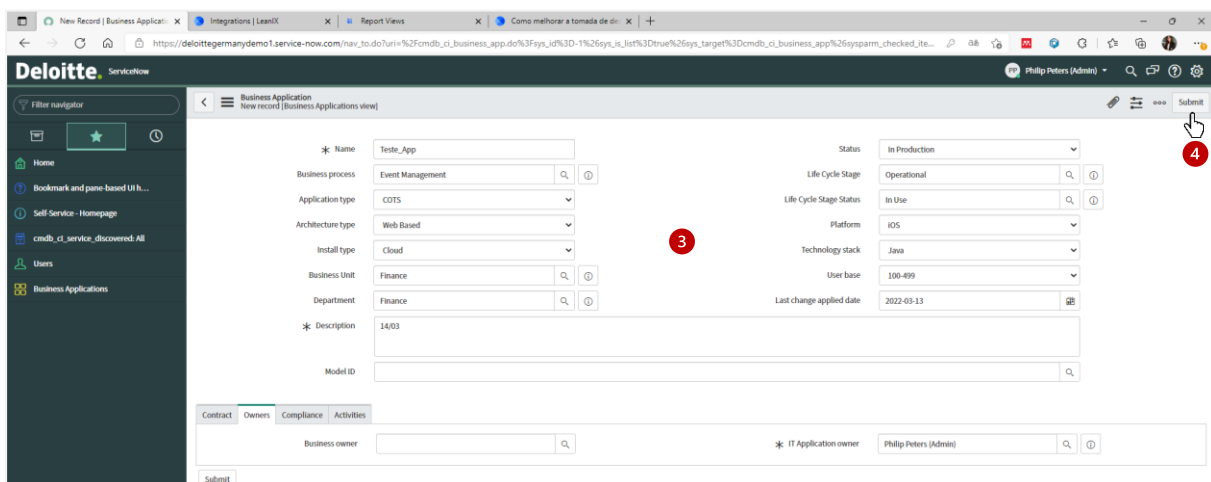 New Record | Business Applicatio
Integrations | LeanIX
Report Views
Como melhorar a tomada de de
https://deloittegermanydemo1.service-now.com/nav_to.do?uri=%2Fcmdb_ci_business_app.do%3Fsys_id%3D-1%26sys_is_list%3Dtrue%26sys_target%3Dcmdb_ci_business_app%26sysparm_checked_ite...
Deloitte. ServiceNow
PP Philip Peters (Admin)
Filter navigator
Business Application
New record [Business Applications view]
Submit
4
Home
Bookmark and pane-based UI h...
Self-Service - Homepage
cmdb_ci_service_discovered: All
Users
Business Applications
Name Teste_App
Status In Production
Business process Event Management
Life Cycle Stage Operational
Application type COTS
Life Cycle Stage Status In Use
Architecture type Web Based
Platform iOS
3
Install type Cloud
Technology stack Java
Business Unit Finance
User base 100-499
Department Finance
Last change applied date 2022-03-13
Description 14/03
Model ID
Contract Owners Compliance Activities
Business owner
IT Application owner Philip Peters (Admin)
Submit